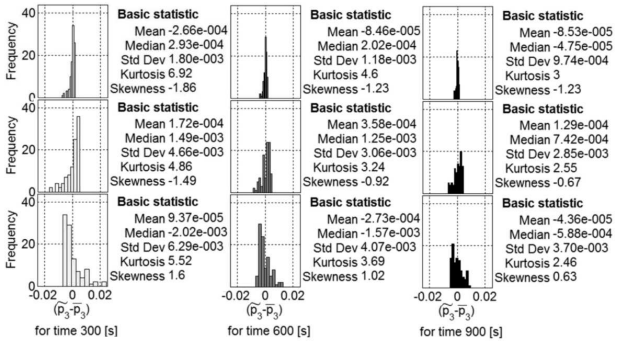 Basic statistic
Mean -2.66e-004
Median 2.93e-004
Std Dev 1.80e-003
Kurtosis 6.92
Skewness -1.86
Basic statistic
Mean -8.46e-005
Median 2.02e-004
Std Dev 1.18e-003
Kurtosis 4.6
Skewness -1.23
Basic statistic
Mean -8.53e-005
Median -4.75e-005
Std Dev 9.74e-004
Kurtosis 3
Skewness -1.23
Frequency
40
20
0
Basic statistic
Mean 1.72e-004
Median 1.49e-003
Std Dev 4.66e-003
Kurtosis 4.86
Skewness -1.49
Basic statistic
Mean 3.58e-004
Median 1.25e-003
Std Dev 3.06e-003
Kurtosis 3.24
Skewness -0.92
Basic statistic
Mean 1.29e-004
Median 7.42e-004
Std Dev 2.85e-003
Kurtosis 2.55
Skewness -0.67
40
20
0
Basic statistic
Mean 9.37e-005
Median -2.02e-003
Std Dev 6.29e-003
Kurtosis 5.52
Skewness 1.6
Basic statistic
Mean -2.73e-004
Median -1.57e-003
Std Dev 4.07e-003
Kurtosis 3.69
Skewness 1.02
Basic statistic
Mean -4.36e-005
Median -5.88e-004
Std Dev 3.70e-003
Kurtosis 2.46
Skewness 0.63
Frequency
40
20
0
-0.02 0 0.02
-0.02 0 0.02
-0.02 0 0.02
(p̃₃-p̄₃)
(p̃₃-p̄₃)
(p̃₃-p̄₃)
for time 300 [s]
for time 600 [s]
for time 900 [s]